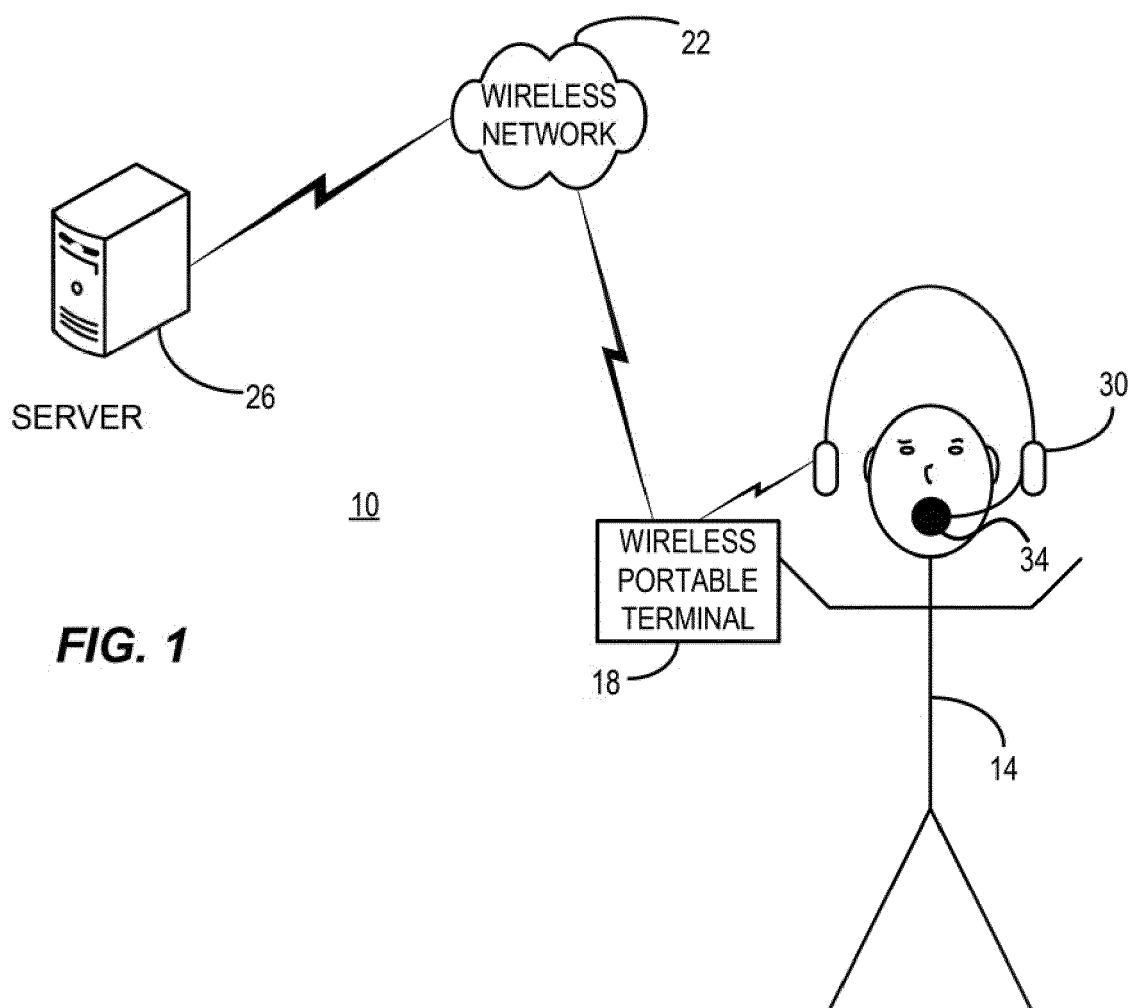 22
WIRELESS
NETWORK
26
SERVER
30
10
34
WIRELESS
PORTABLE
TERMINAL
FIG. 1
18
14